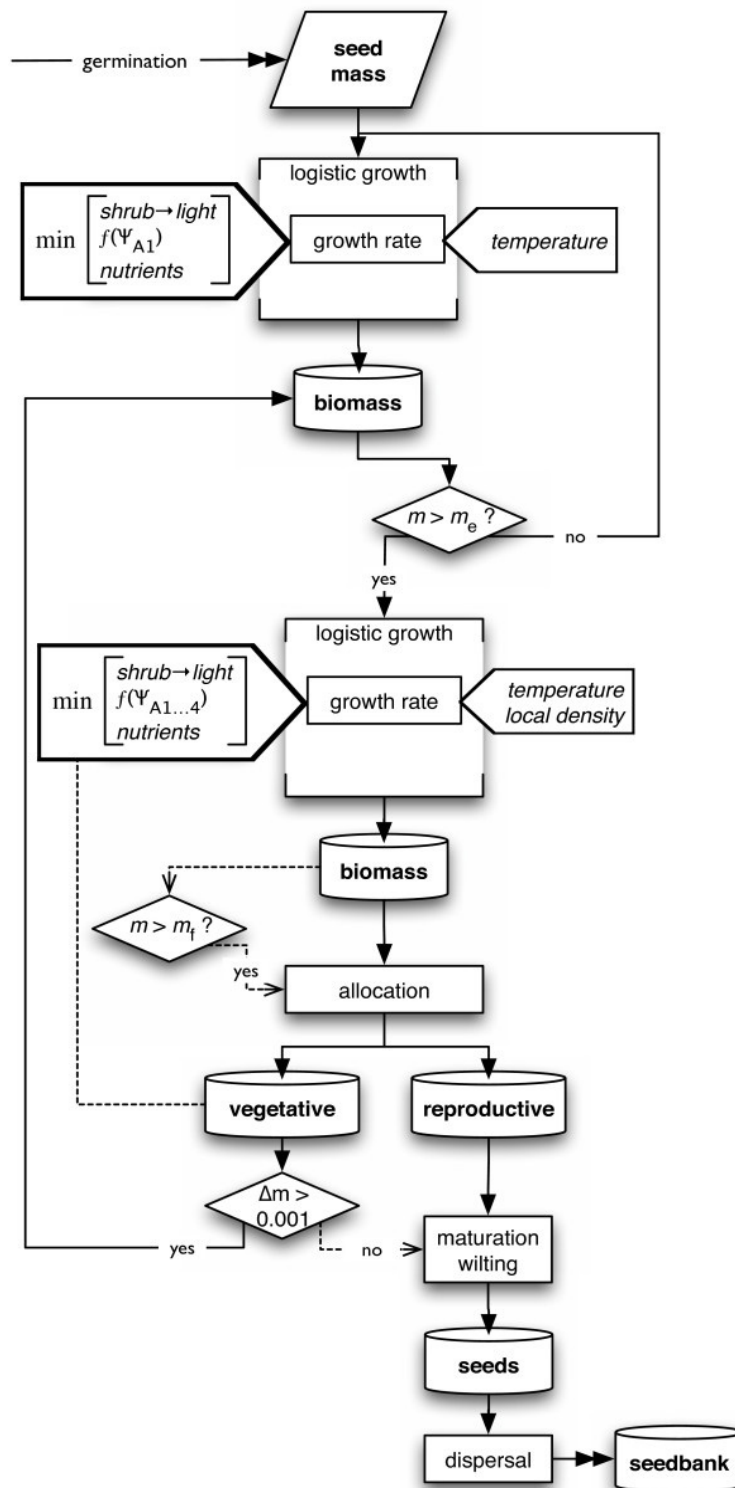 germination
seed
mass
logistic growth
min
shrub→light
f(Ψ_A1)
nutrients
growth rate
temperature
biomass
m > m_e ?
no
yes
logistic growth
min
shrub→light
f(Ψ_A1...4)
nutrients
growth rate
temperature
local density
biomass
m > m_f ?
yes
allocation
vegetative
reproductive
Δm >
0.001
yes
no
maturation
wilting
seeds
dispersal
seedbank